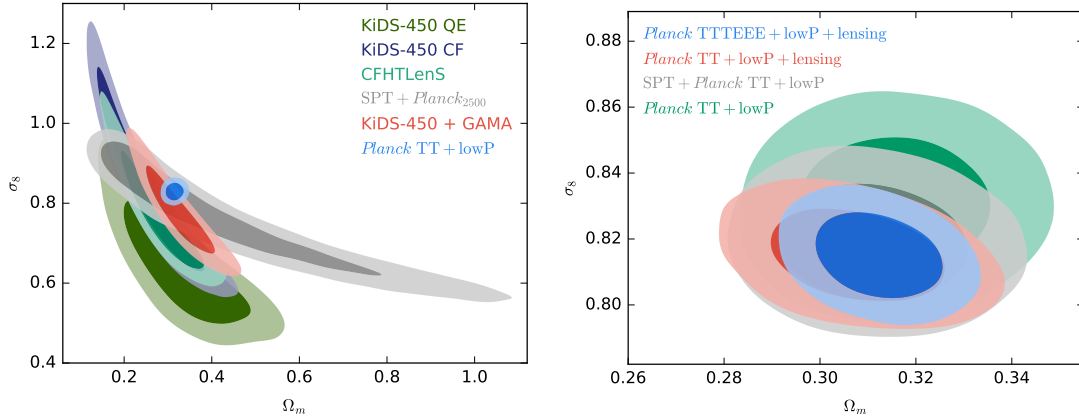 1.2
1.0
0.8
0.6
0.4
σ₈
0.2
0.4
0.6
0.8
1.0
Ωₘ
KiDS-450 QE
KiDS-450 CF
CFHTLenS
SPT + Planck₂₅₀₀
KiDS-450 + GAMA
Planck TT + lowP
0.88
0.86
0.84
0.82
0.80
σ₈
0.26
0.28
0.30
0.32
0.34
Ωₘ
Planck TTTEEE + lowP + lensing
Planck TT + lowP + lensing
SPT + Planck TT + lowP
Planck TT + lowP